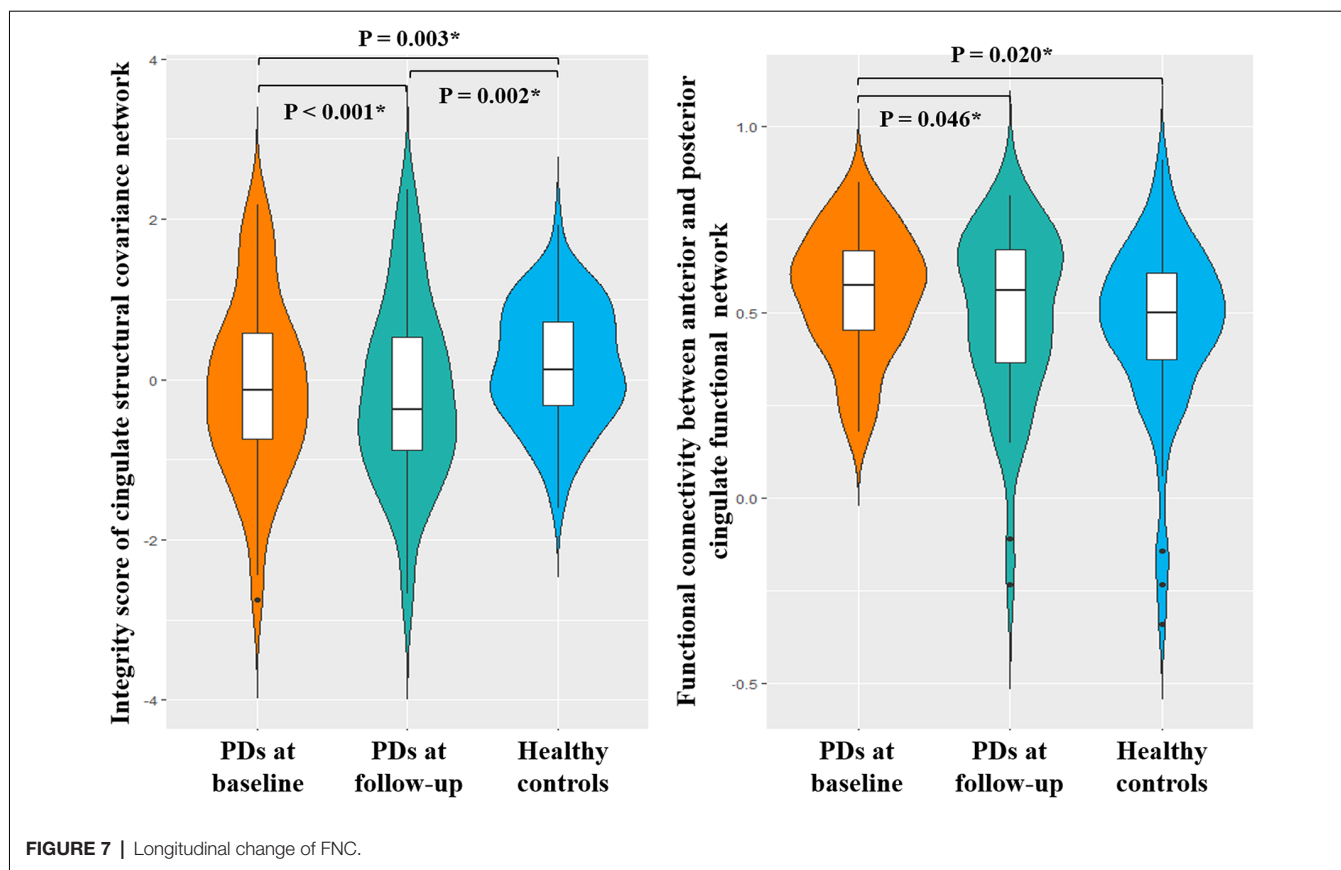 Integrity score of cingulate structural covariance network
P = 0.003*
P < 0.001*
P = 0.002*
4
2
0
-2
-4
PDs at
baseline
PDs at
follow-up
Healthy
controls
Functional connectivity between anterior and posterior
cingulate functional network
P = 0.020*
P = 0.046*
1.0
0.5
0.0
-0.5
PDs at
baseline
PDs at
follow-up
Healthy
controls
FIGURE 7 | Longitudinal change of FNC.